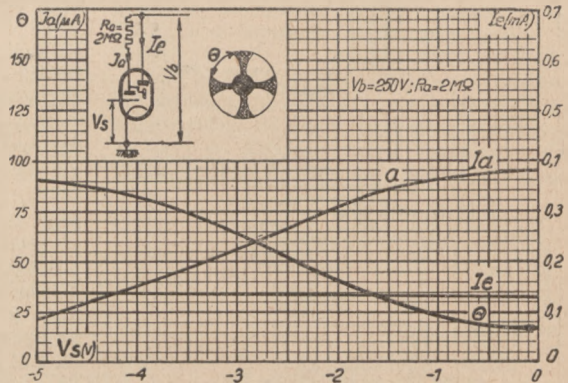 Θ Ja(μA)
Ie(mA)
0,7
150
0,6
125
0,5
100
0,4
75
0,3
50
0,2
25
0,1
0
0
Ra=
2MΩ
Ie
Ja
Vb
Vs
Θ
Vb=250V; Ra=2MΩ
a
Ia
Ie
Θ
Vs(V)
-5
-4
-3
-2
-1
0